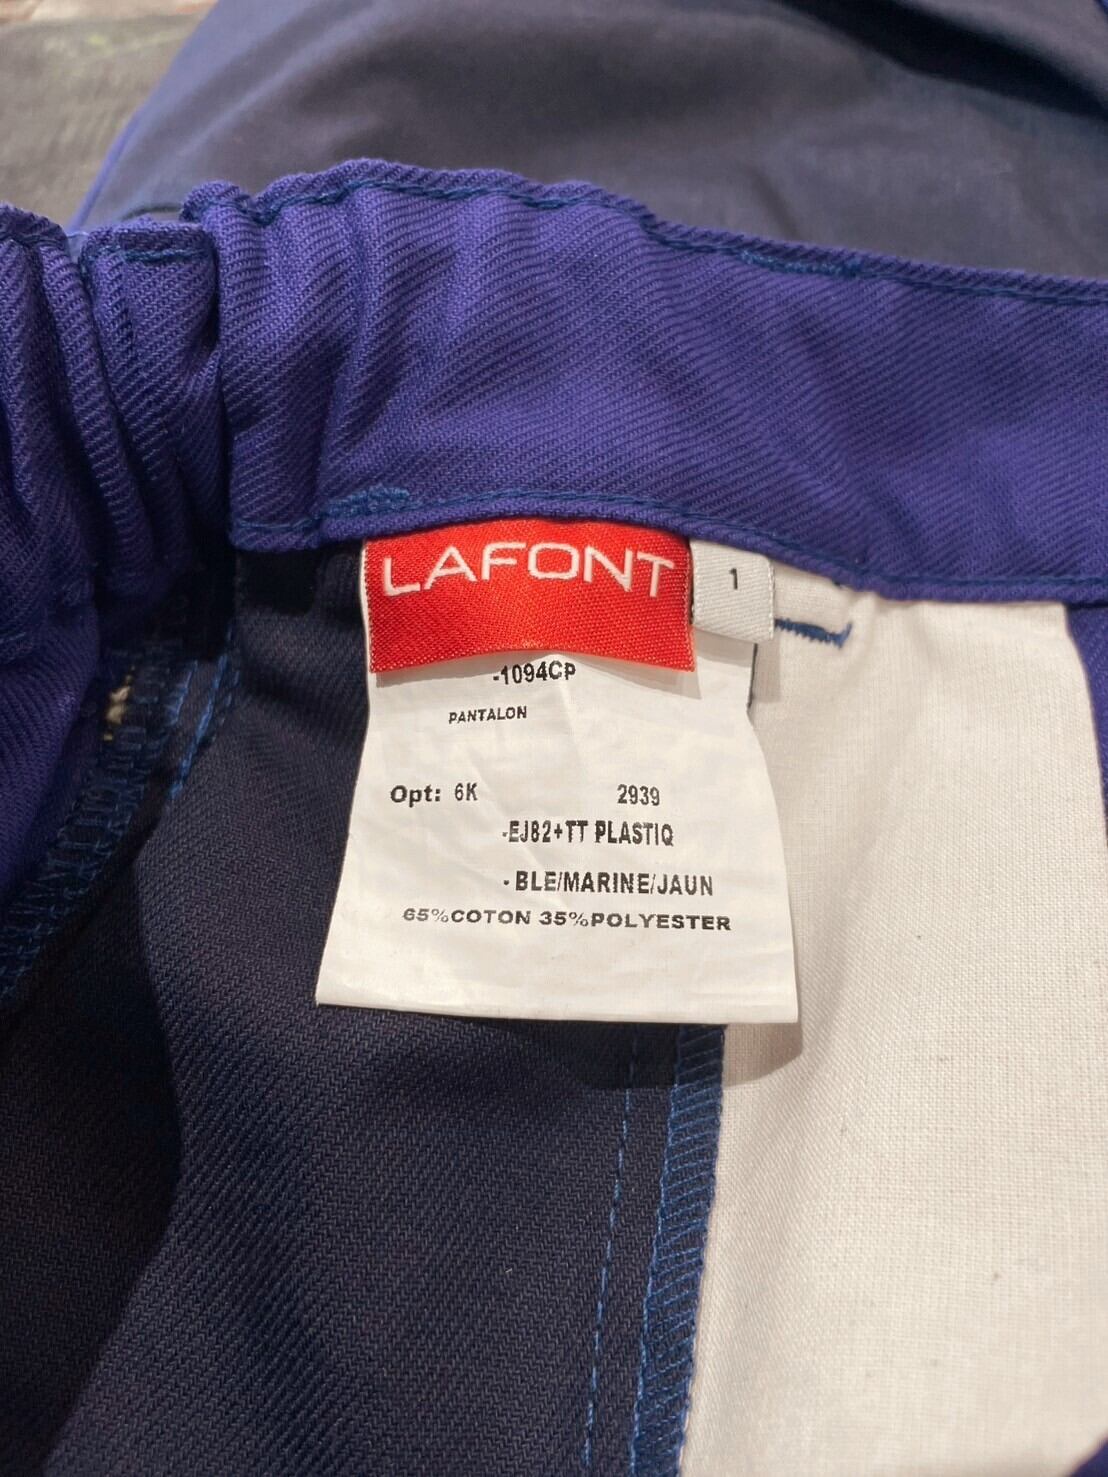 LAFONT
1
-1094CP
PANTALON
Opt: 6K 2939
-EJ82+TT PLASTIQ
-BLE/MARINE/JAUN
65%COTON 35%POLYESTER